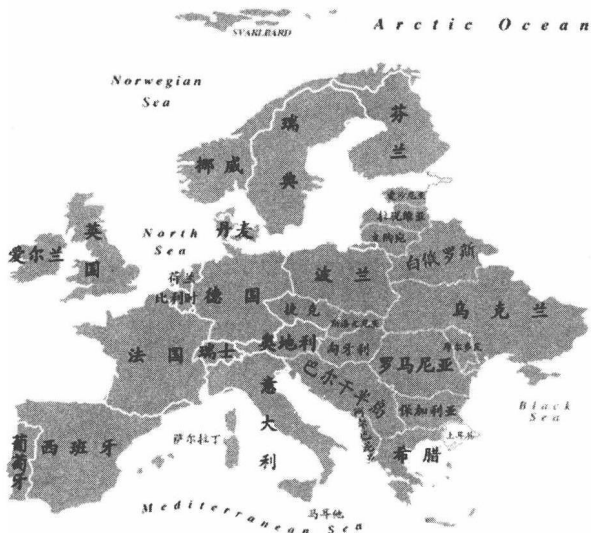 SVARLBARD
Arctic Ocean
Norwegian
Sea
芬兰
瑞典
挪威
爱沙尼亚
拉脱维亚
立陶宛
North
Sea
丹麦
英国
爱尔兰
白俄罗斯
荷兰
比利时
德国
波兰
乌克兰
捷克
斯洛伐克
法国
瑞士
奥地利
匈牙利
罗马尼亚
摩尔多瓦
巴尔干半岛
意大利
保加利亚
Black
Sea
土耳其
葡萄牙
西班牙
萨尔拉丁
希腊
马耳他
Mediterranean Sea